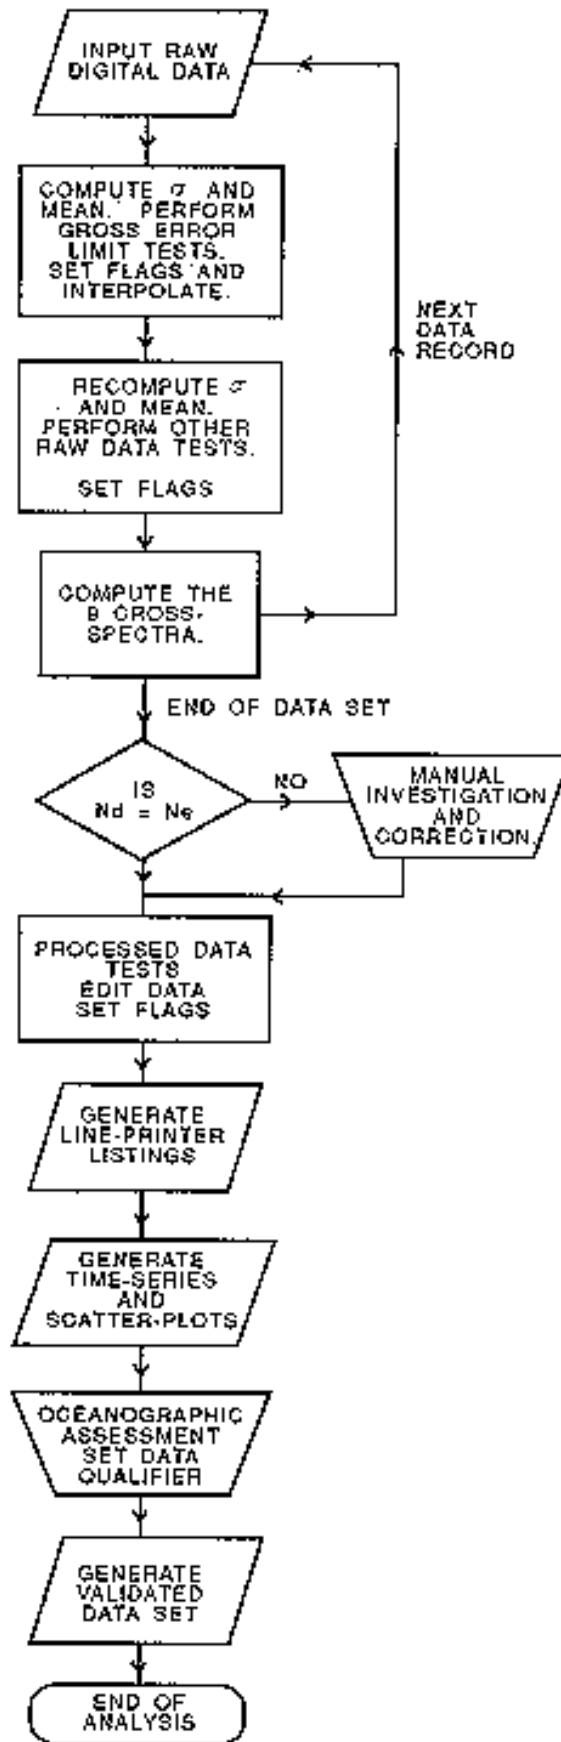 INPUT RAW
DIGITAL DATA
COMPUTE σ AND
MEAN. PERFORM
GROSS ERROR
LIMIT TESTS.
SET FLAGS AND
INTERPOLATE.
NEXT
DATA
RECORD
RECOMPUTE σ
AND MEAN.
PERFORM OTHER
RAW DATA TESTS.
SET FLAGS
COMPUTE THE
9 CROSS-
SPECTRA.
END OF DATA SET
IS
Nd = Ne
NO
MANUAL
INVESTIGATION
AND
CORRECTION
PROCESSED DATA
TESTS
EDIT DATA
SET FLAGS
GENERATE
LINE-PRINTER
LISTINGS
GENERATE
TIME-SERIES
AND
SCATTER-PLOTS
OCEANOGRAPHIC
ASSESSMENT
SET DATA
QUALIFIER
GENERATE
VALIDATED
DATA SET
END OF
ANALYSIS